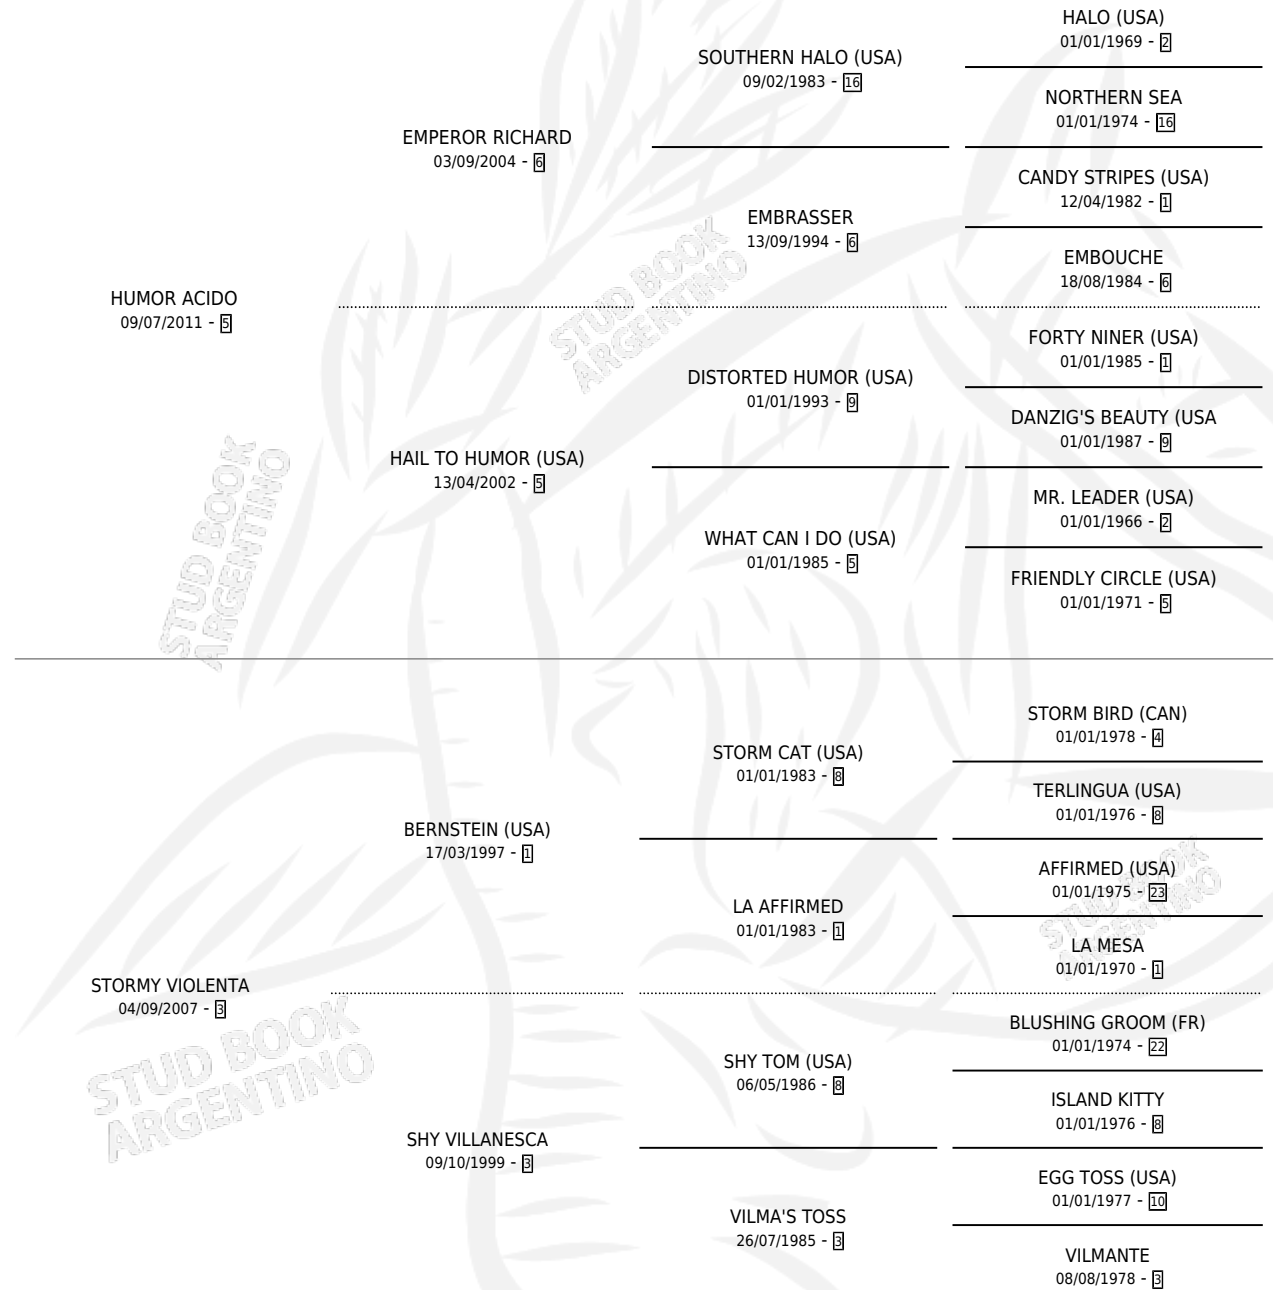 HALO (USA)
01/01/1969 - 2
SOUTHERN HALO (USA)
09/02/1983 - 16
NORTHERN SEA
01/01/1974 - 16
EMPEROR RICHARD
03/09/2004 - 6
CANDY STRIPES (USA)
12/04/1982 - 1
EMBRASSER
13/09/1994 - 6
EMBOUCHE
18/08/1984 - 6
HUMOR ACIDO
09/07/2011 - 5
STUD BOOK
ARGENTINO
FORTY NINER (USA)
01/01/1985 - 1
DISTORTED HUMOR (USA)
01/01/1993 - 9
DANZIG'S BEAUTY (USA
01/01/1987 - 9
HAIL TO HUMOR (USA)
13/04/2002 - 5
MR. LEADER (USA)
01/01/1966 - 2
WHAT CAN I DO (USA)
01/01/1985 - 5
FRIENDLY CIRCLE (USA)
01/01/1971 - 5
STUD BOOK
ARGENTINO
STORM BIRD (CAN)
01/01/1978 - 4
STORM CAT (USA)
01/01/1983 - 8
TERLINGUA (USA)
01/01/1976 - 8
BERNSTEIN (USA)
17/03/1997 - 1
AFFIRMED (USA)
01/01/1975 - 23
LA AFFIRMED
01/01/1983 - 1
STUD BOOK
ARGENTINO
LA MESA
01/01/1970 - 1
STORMY VIOLENTA
04/09/2007 - 3
STUD BOOK
ARGENTINO
BLUSHING GROOM (FR)
01/01/1974 - 22
SHY TOM (USA)
06/05/1986 - 8
ISLAND KITTY
01/01/1976 - 8
SHY VILLANESCA
09/10/1999 - 3
EGG TOSS (USA)
01/01/1977 - 10
VILMA'S TOSS
26/07/1985 - 3
VILMANTE
08/08/1978 - 3